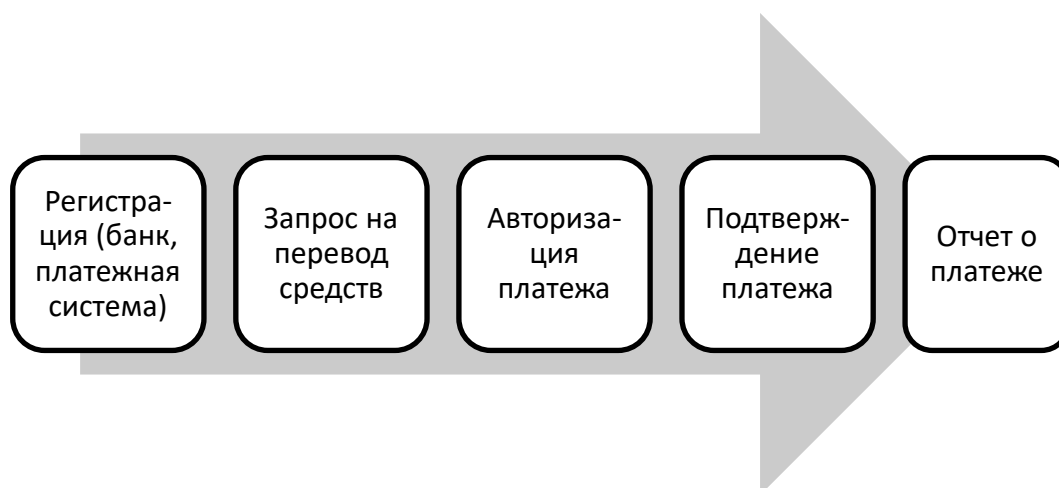 Регистра-
ция (банк,
платежная
система)
Запрос на
перевод
средств
Авториза-
ция
платежа
Подтверж-
дение
платежа
Отчет о
платеже